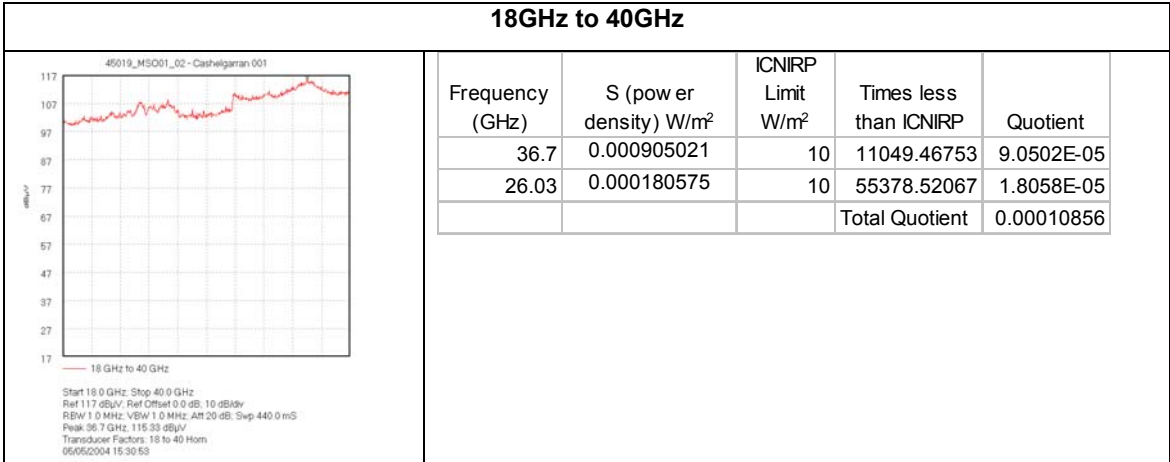 18GHz to 40GHz
45019_MSO01_02 - Cashelgarran 001
117
107
97
87
77
67
57
47
37
27
17
dBµV
18 GHz to 40 GHz
Start 18.0 GHz; Stop 40.0 GHz
Ref 117 dBµV; Ref Offset 0.0 dB; 10 dB/div
RBW 1.0 MHz; VBW 1.0 MHz; Att 20 dB; Swp 440.0 mS
Peak 36.7 GHz, 115.33 dBµV
Transducer Factors: 18 to 40 Horn
05/05/2004 15:30:53
Frequency (GHz) S (pow er density) W/m² ICNIRP Limit W/m² Times less than ICNIRP Quotient
36.7 0.000905021 10 11049.46753 9.0502E-05
26.03 0.000180575 10 55378.52067 1.8058E-05
Total Quotient 0.00010856